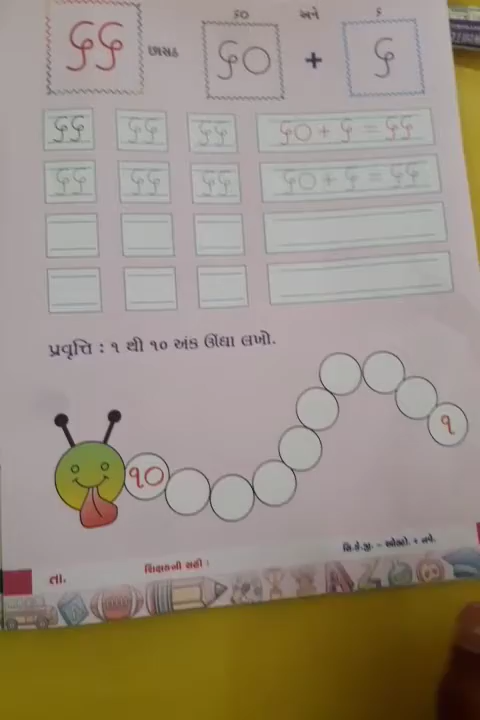 ૬૦ અને ૬
૬૬ છાસઠ ૬૦ + ૬
૬૬ ૬૬ ૬૬ ૬૦ + ૬ = ૬૬
૬૬ ૬૬ ૬૬ ૬૦ + ૬ = ૬૬
પ્રવૃત્તિ : ૧ થી ૧૦ અંક ઊંધા લખો.
૧
૧૦
તા. શિક્ષકની સહી :